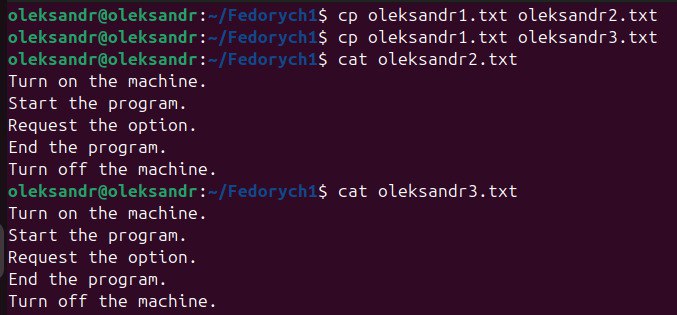 oleksandr@oleksandr:~/Fedorych1$ cp oleksandr1.txt oleksandr2.txt
oleksandr@oleksandr:~/Fedorych1$ cp oleksandr1.txt oleksandr3.txt
oleksandr@oleksandr:~/Fedorych1$ cat oleksandr2.txt
Turn on the machine.
Start the program.
Request the option.
End the program.
Turn off the machine.
oleksandr@oleksandr:~/Fedorych1$ cat oleksandr3.txt
Turn on the machine.
Start the program.
Request the option.
End the program.
Turn off the machine.